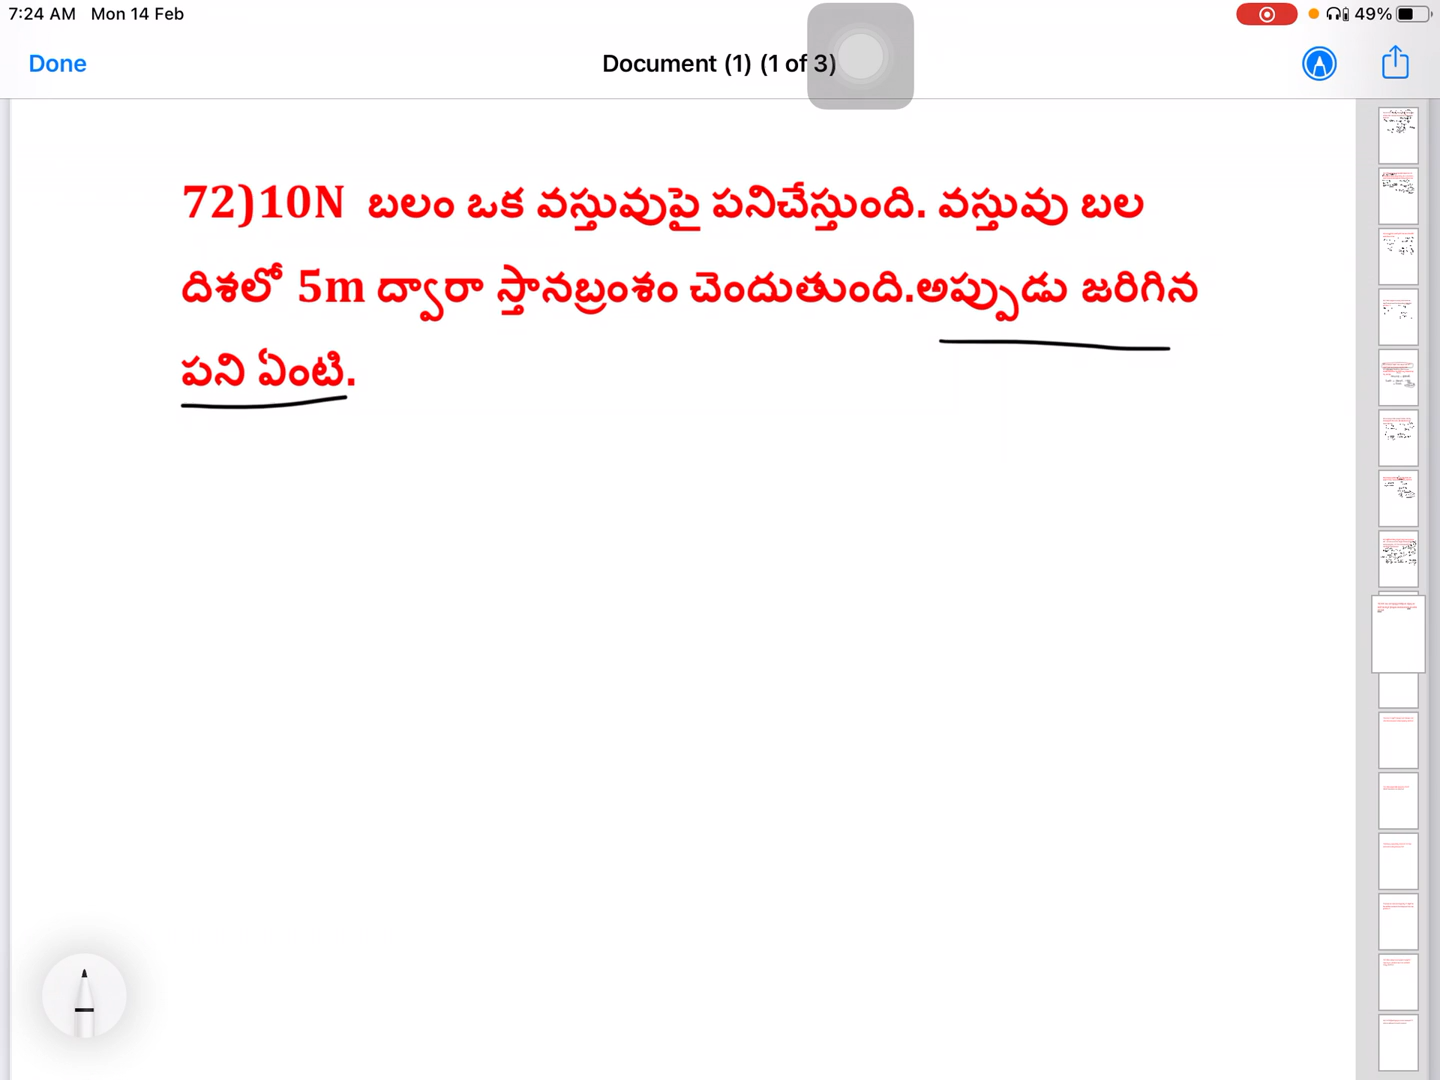 7:24 AM Mon 14 Feb
49%
Done
Document (1) (1 of 3)
72)10N బలం ఒక వస్తువుపై పనిచేస్తుంది. వస్తువు బల
దిశలో 5m ద్వారా స్తానబ్రంశం చెందుతుంది.అప్పుడు జరిగిన
పని ఏంటి.